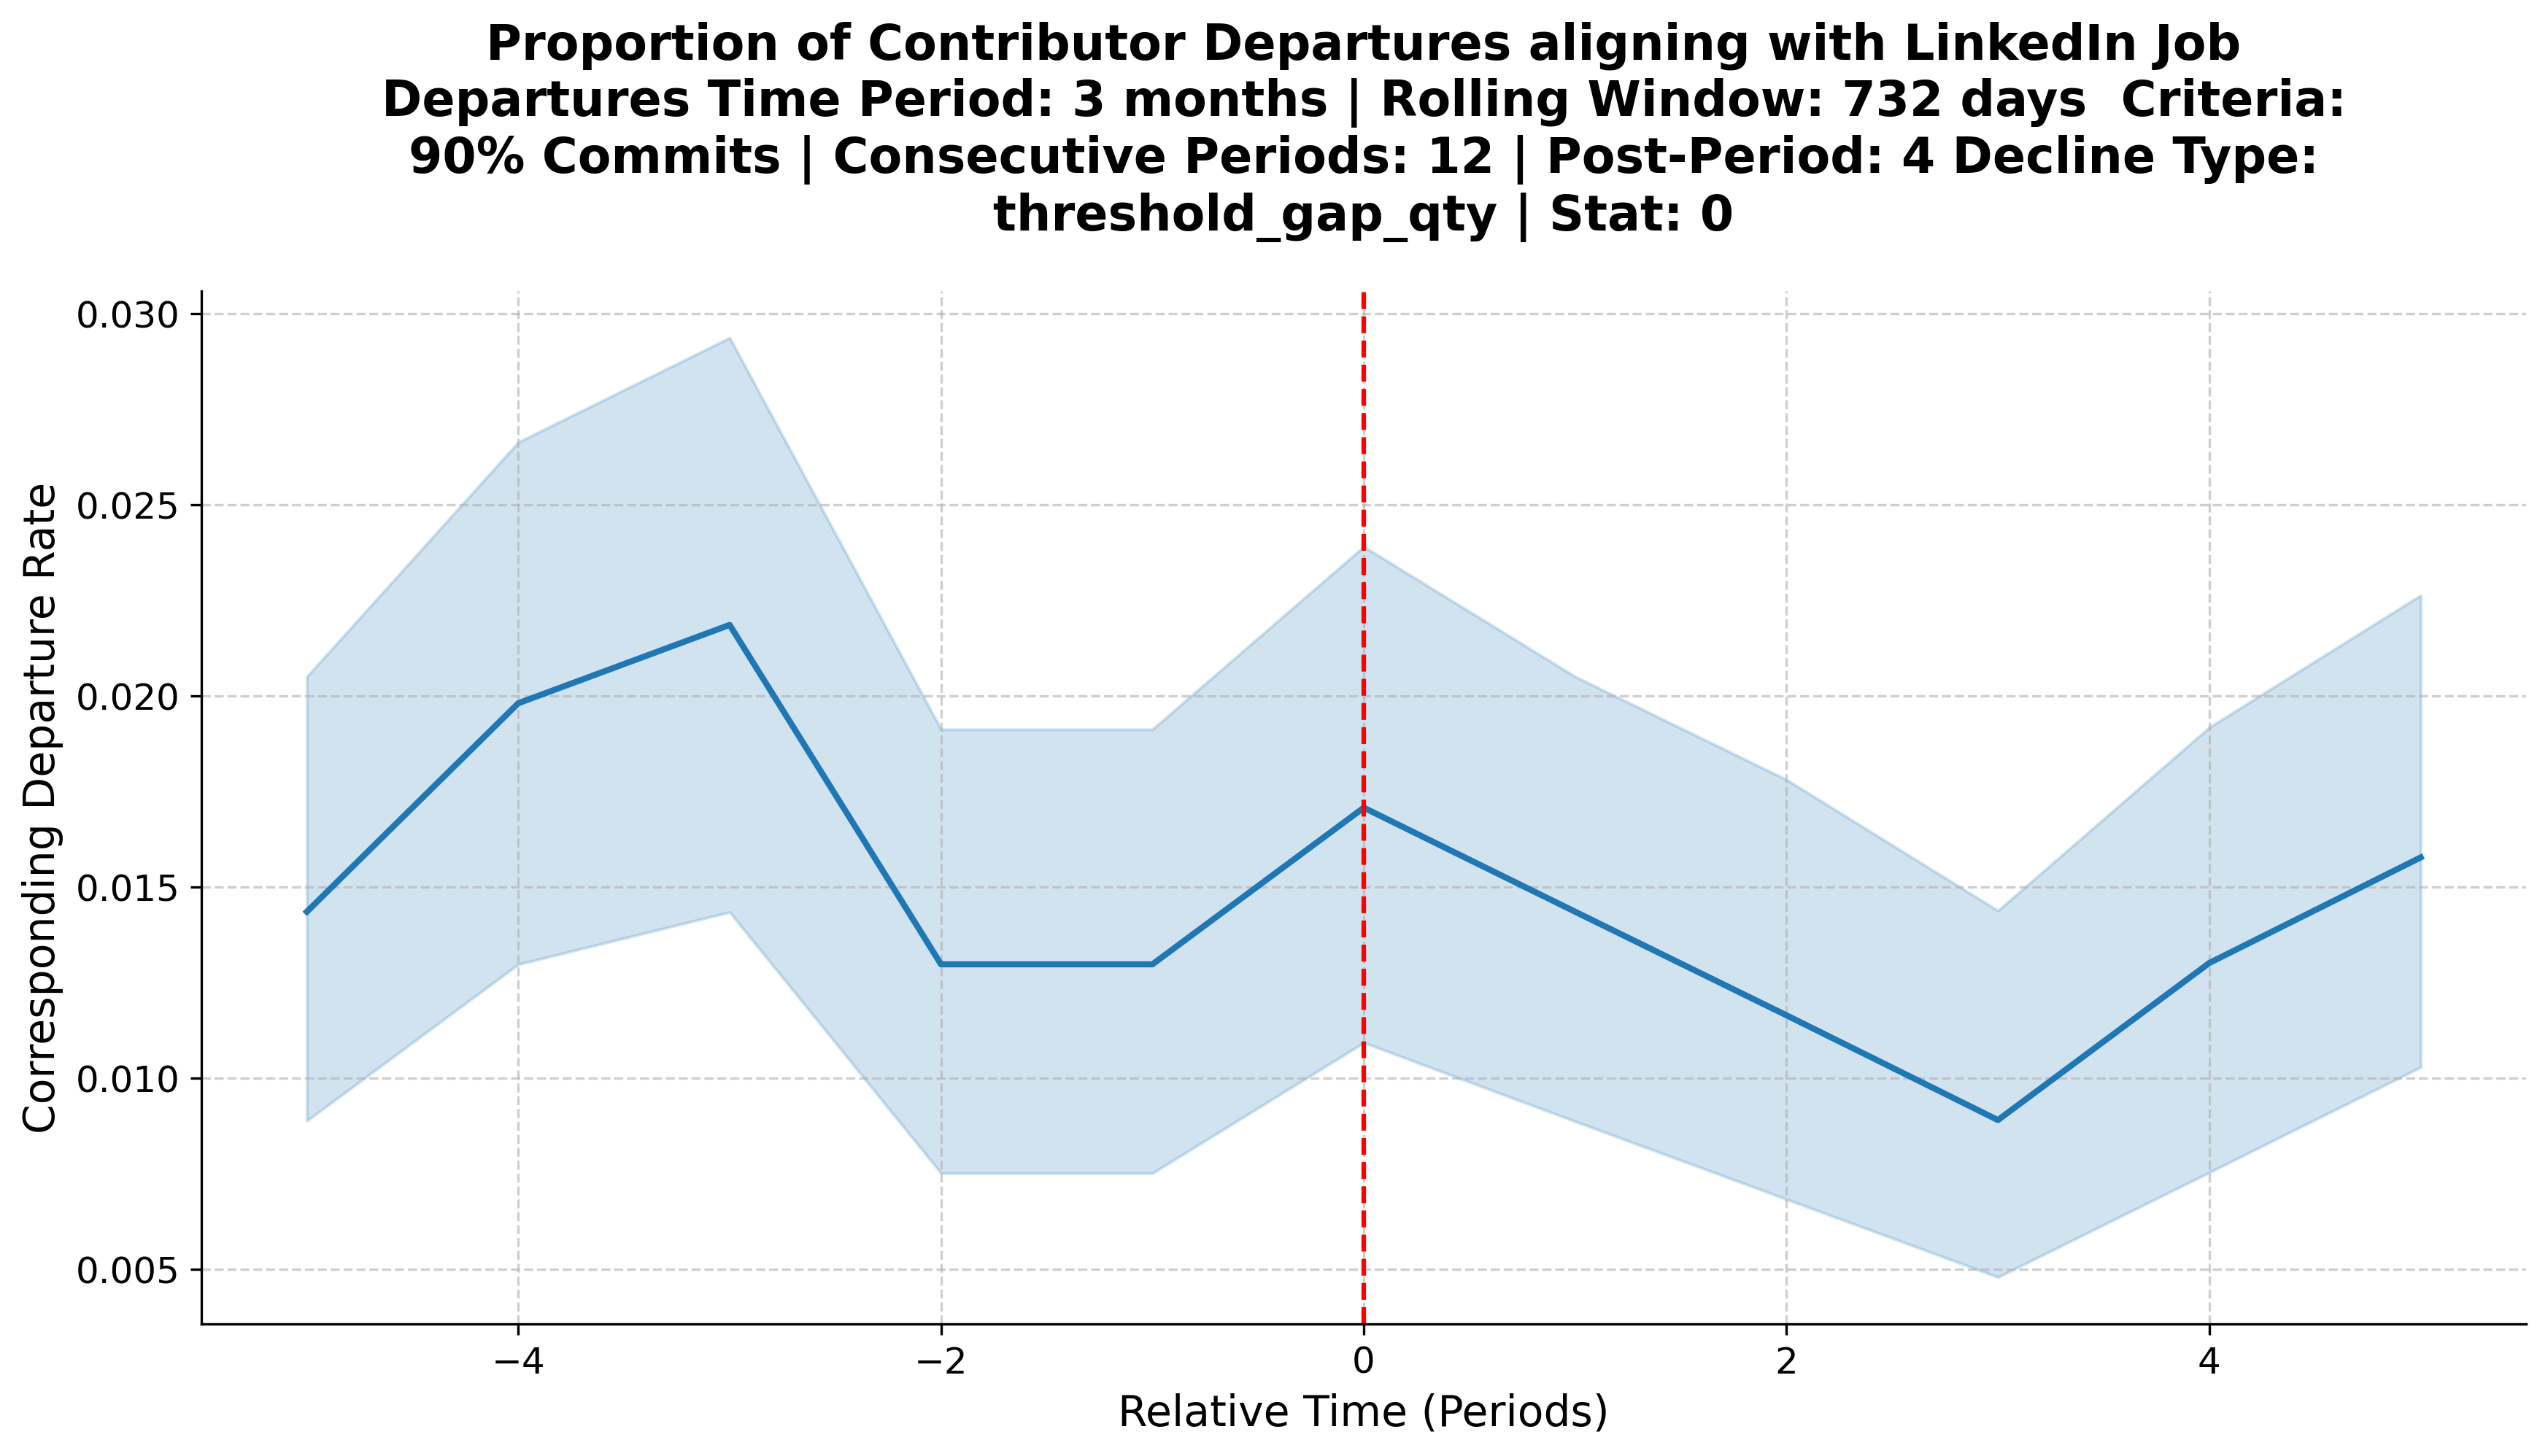 Proportion of Contributor Departures aligning with LinkedIn Job
Departures Time Period: 3 months | Rolling Window: 732 days  Criteria:
90% Commits | Consecutive Periods: 12 | Post-Period: 4 Decline Type:
threshold_gap_qty | Stat: 0
Corresponding Departure Rate
0.030
0.025
0.020
0.015
0.010
0.005
−4
−2
0
2
4
Relative Time (Periods)